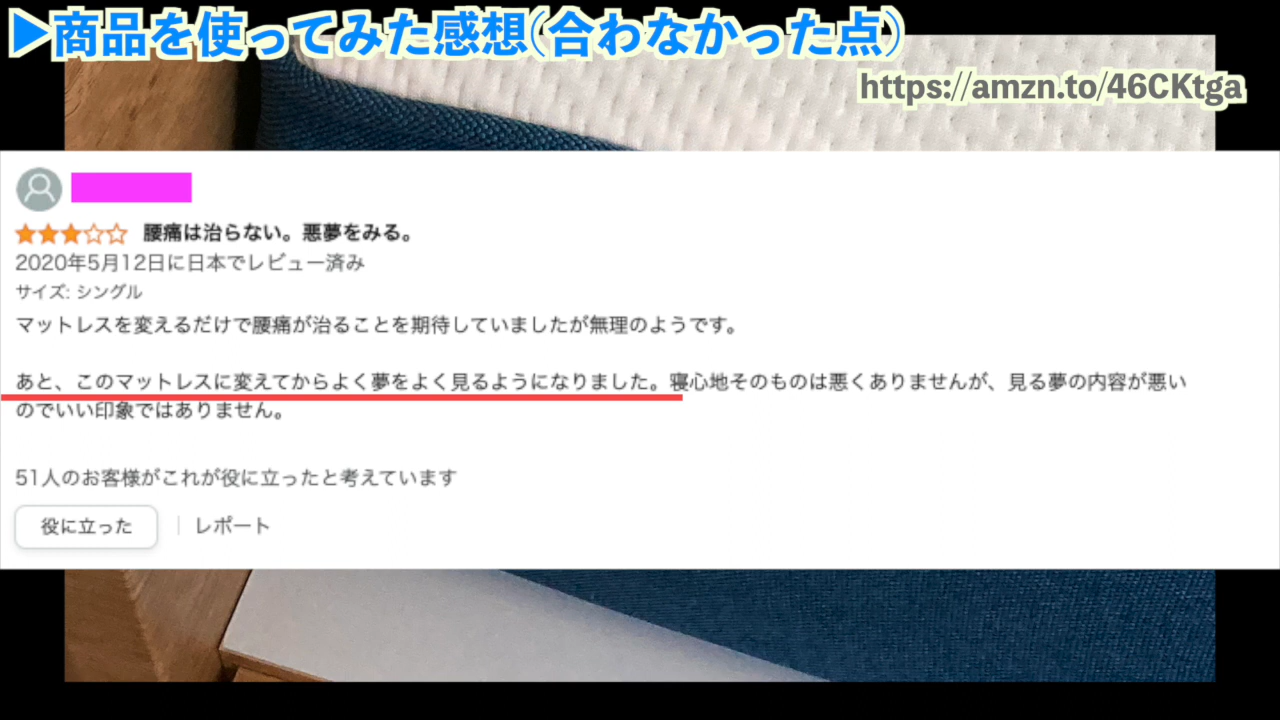 ▶商品を使ってみた感想(合わなかった点)
https://amzn.to/46CKtga
腰痛は治らない。悪夢をみる。
2020年5月12日に日本でレビュー済み
サイズ: シングル
マットレスを変えるだけで腰痛が治ることを期待していましたが無理のようです。
あと、このマットレスに変えてからよく夢をよく見るようになりました。寝心地そのものは悪くありませんが、見る夢の内容が悪い
のでいい印象ではありません。
51人のお客様がこれが役に立ったと考えています
役に立った | レポート